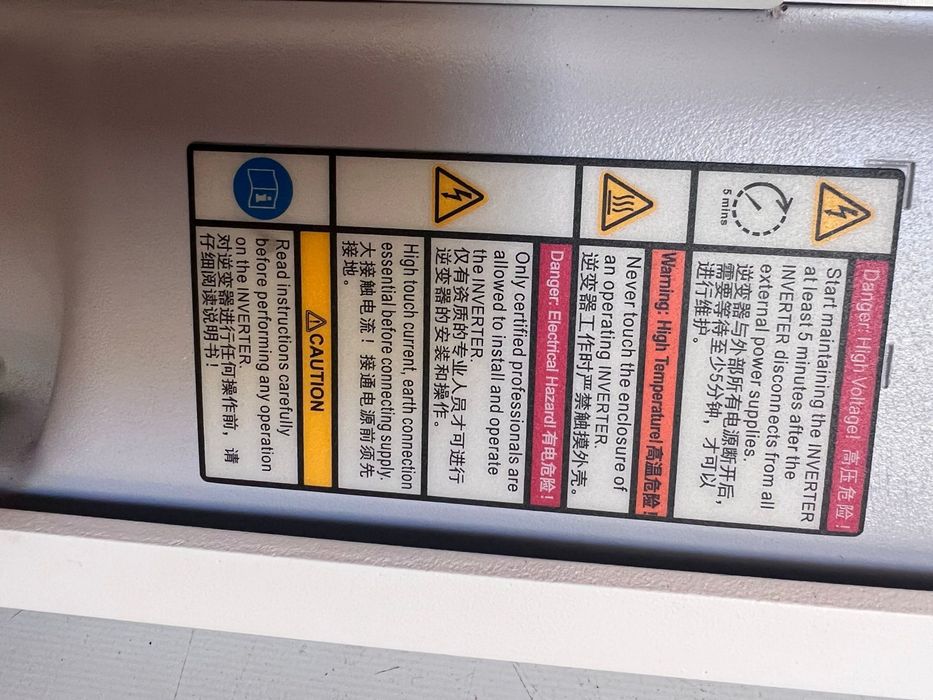 Danger: High Voltage! 高压危险!
5 mins
Start maintaining the INVERTER
at least 5 minutes after the
INVERTER disconnects from all
external power supplies.
逆变器与外部所有电源断开后,
需要等待至少5分钟，才可以
进行维护。
Warning: High Temperature! 高温危险!
Never touch the enclosure of
an operating INVERTER.
逆变器工作时严禁触摸外壳。
Danger: Electrical Hazard! 有电危险!
Only certified professionals are
allowed to install and operate
the INVERTER.
仅有资质的专业人员才可进行
逆变器的安装和操作。
High touch current, earth connection
essential before connecting supply.
大接触电流！接通电源前须先
接地。
CAUTION
Read instructions carefully
before performing any operation
on the INVERTER.
对逆变器进行任何操作前，请
仔细阅读说明书！